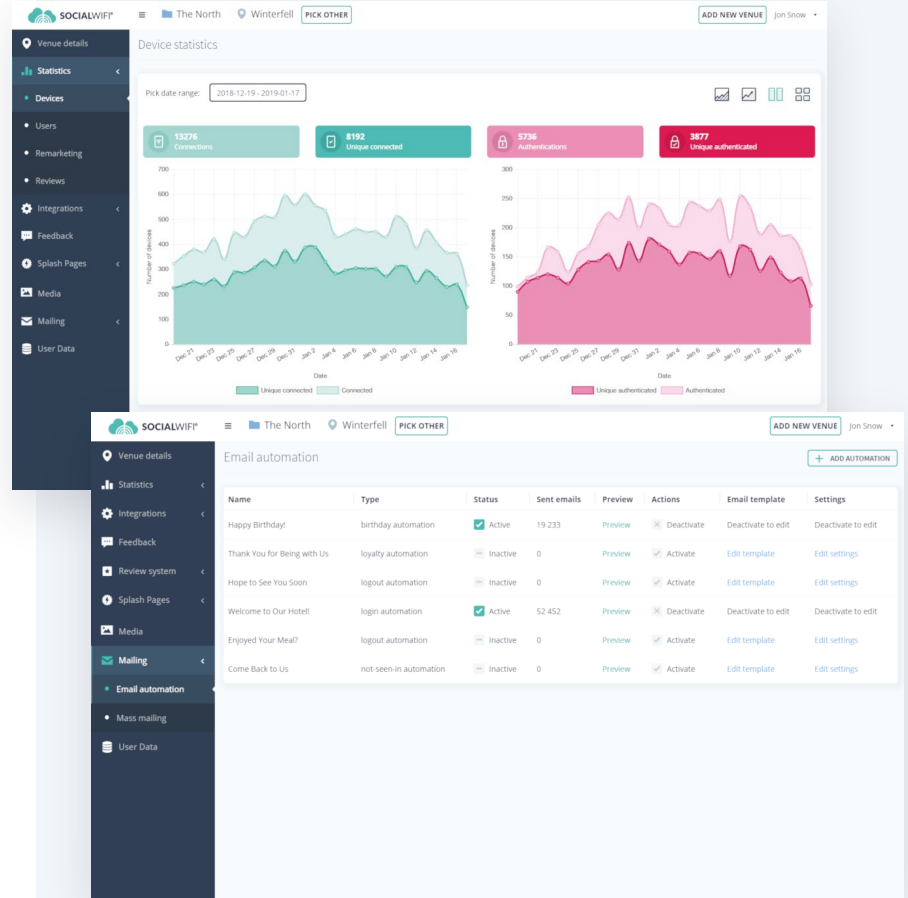 SOCIALWIFI® The North Winterfell PICK OTHER ADD NEW VENUE Jon Snow
Venue details
Statistics
Devices
Users
Remarketing
Reviews
Integrations
Feedback
Splash Pages
Media
Mailing
User Data
Device statistics
Pick date range: 2018-12-19 - 2019-01-17
13276
Connections
8192
Unique connected
5736
Authentications
3877
Unique authenticated
700
600
500
400
300
200
100
0
Number of devices
Dec 21 Dec 23 Dec 25 Dec 27 Dec 29 Dec 31 Jan 2 Jan 4 Jan 6 Jan 8 Jan 10 Jan 12 Jan 14 Jan 16
Date
Unique connected Connected
300
250
200
150
100
50
0
Number of devices
Dec 21 Dec 23 Dec 25 Dec 27 Dec 29 Dec 31 Jan 2 Jan 4 Jan 6 Jan 8 Jan 10 Jan 12 Jan 14 Jan 16
Date
Unique authenticated Authenticated
SOCIALWIFI® The North Winterfell PICK OTHER ADD NEW VENUE Jon Snow
Venue details
Statistics
Integrations
Feedback
Review system
Splash Pages
Media
Mailing
Email automation
Mass mailing
User Data
Email automation + ADD AUTOMATION
Name Type Status Sent emails Preview Actions Email template Settings
Happy Birthday! birthday automation Active 19 233 Preview Deactivate Deactivate to edit Deactivate to edit
Thank You for Being with Us loyalty automation Inactive 0 Preview Activate Edit template Edit settings
Hope to See You Soon logout automation Inactive 0 Preview Activate Edit template Edit settings
Welcome to Our Hotel! login automation Active 52 452 Preview Deactivate Deactivate to edit Deactivate to edit
Enjoyed Your Meal? logout automation Inactive 0 Preview Activate Edit template Edit settings
Come Back to Us not-seen-in automation Inactive 0 Preview Activate Edit template Edit settings